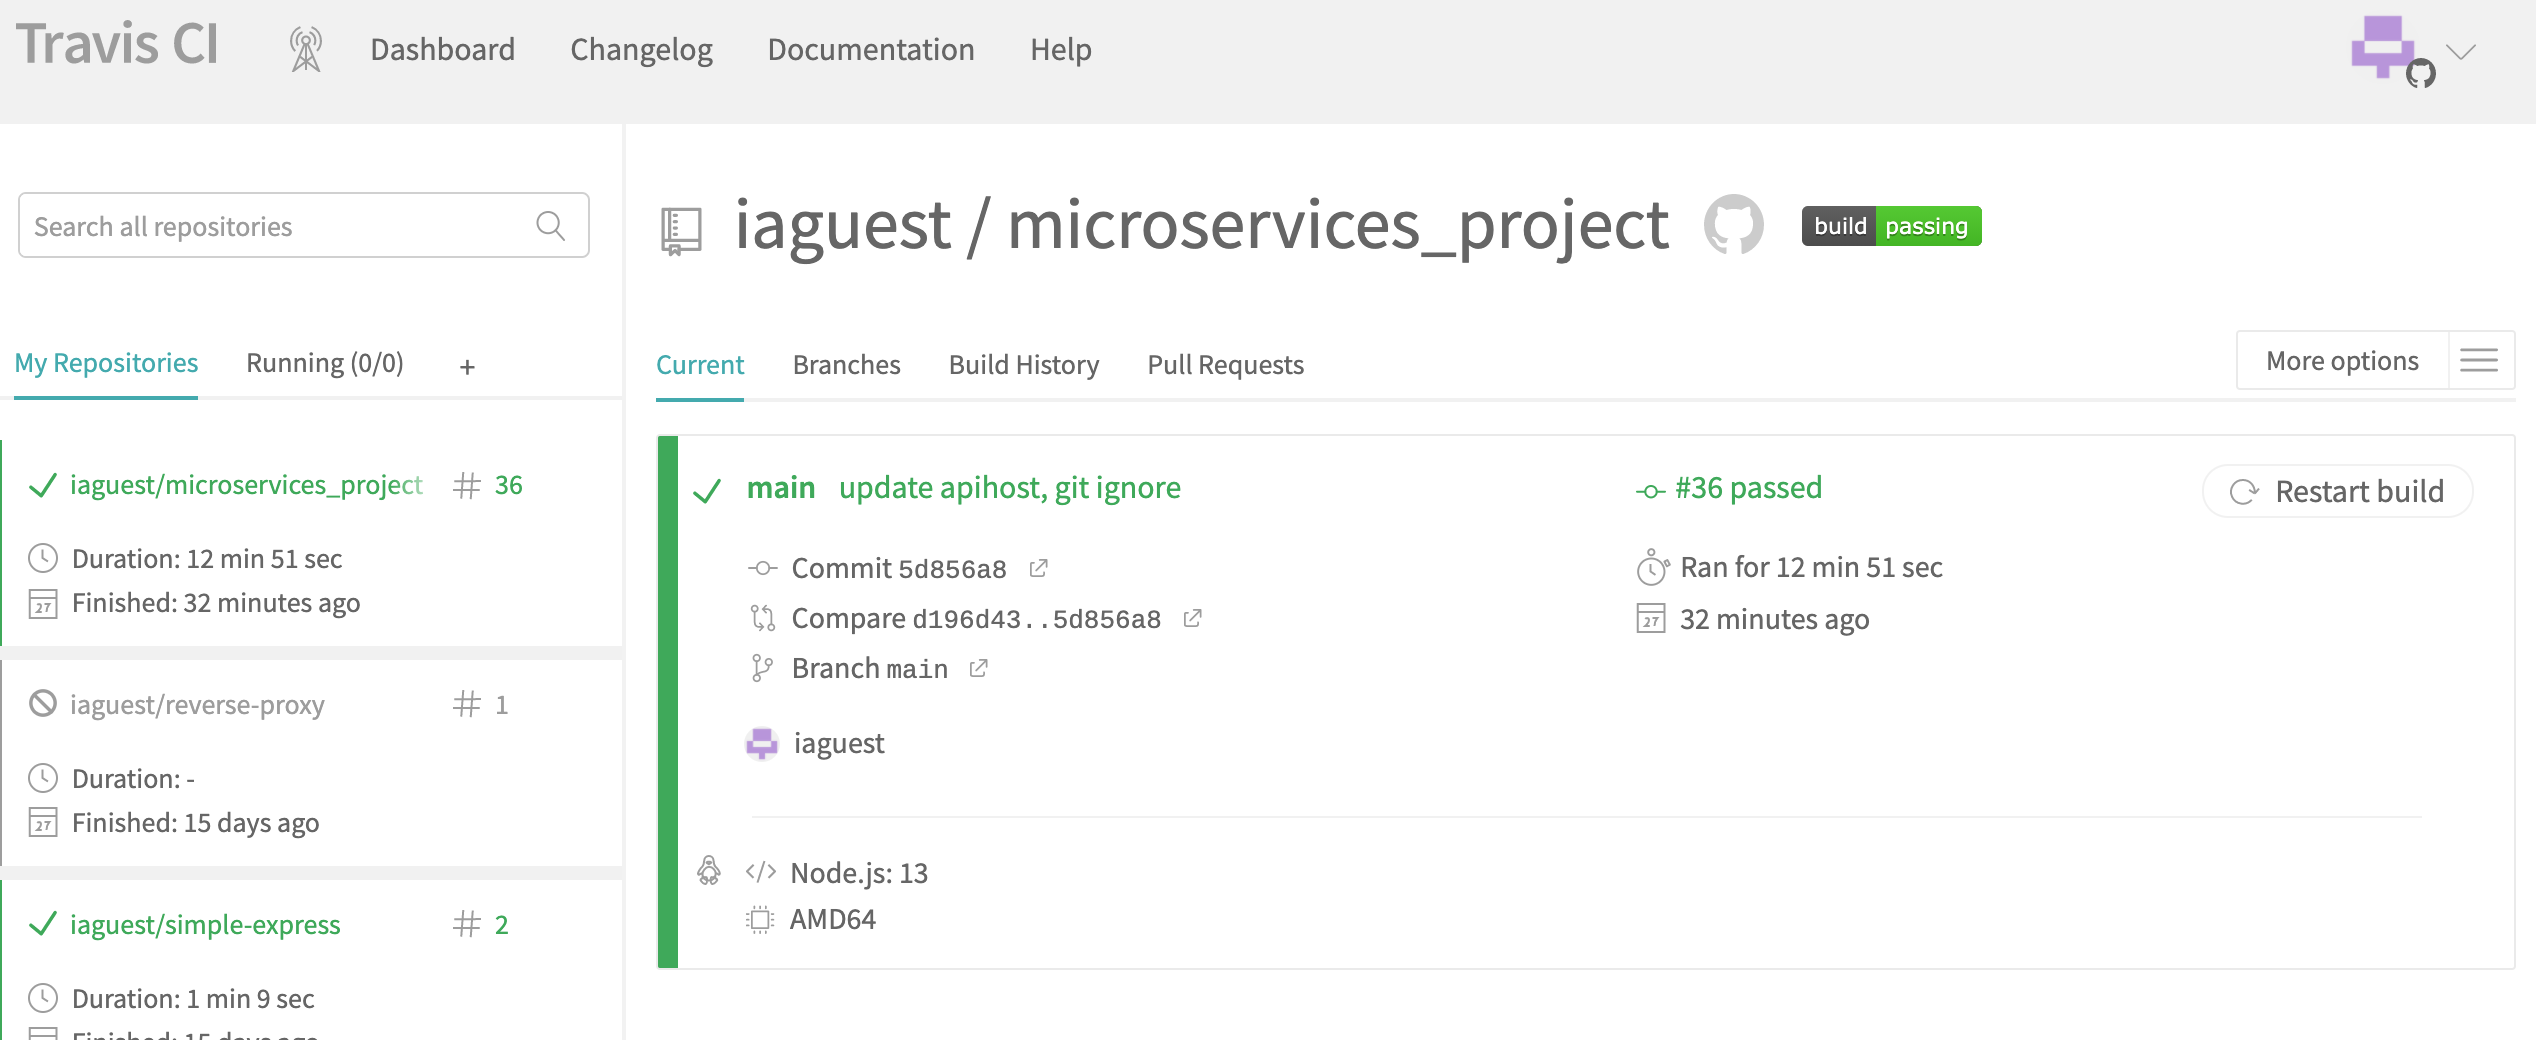 Travis CI Dashboard Changelog Documentation Help
Search all repositories
My Repositories Running (0/0) +
iaguest/microservices_project # 36
Duration: 12 min 51 sec
27 Finished: 32 minutes ago
iaguest/reverse-proxy # 1
Duration: -
27 Finished: 15 days ago
iaguest/simple-express # 2
Duration: 1 min 9 sec
Finished: 15 days ago
iaguest / microservices_project build passing
Current Branches Build History Pull Requests More options
main update apihost, git ignore #36 passed Restart build
Commit 5d856a8 Ran for 12 min 51 sec
Compare d196d43..5d856a8 27 32 minutes ago
Branch main
iaguest
</> Node.js: 13
AMD64